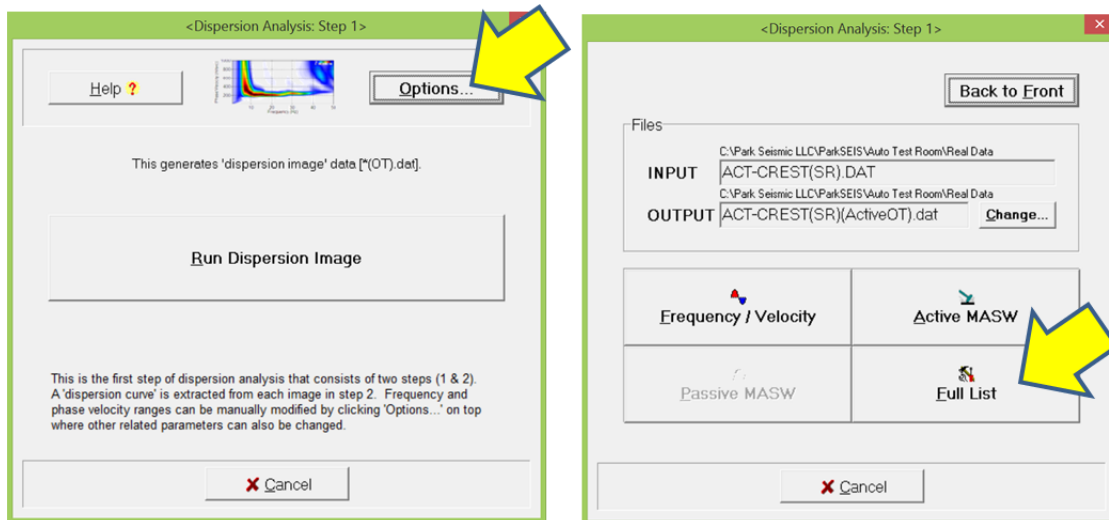 <Dispersion Analysis: Step 1>
Help ?
Options...
This generates 'dispersion image' data [*(OT).dat].
Run Dispersion Image
This is the first step of dispersion analysis that consists of two steps (1 & 2).
A 'dispersion curve' is extracted from each image in step 2. Frequency and
phase velocity ranges can be manually modified by clicking 'Options...' on top
where other related parameters can also be changed.
Cancel
<Dispersion Analysis: Step 1>
Back to Front
Files
C:\Park Seismic LLC\ParkSEIS\Auto Test Room\Real Data
INPUT ACT-CREST(SR).DAT
C:\Park Seismic LLC\ParkSEIS\Auto Test Room\Real Data
OUTPUT ACT-CREST(SR)(ActiveOT).dat Change...
Frequency / Velocity
Active MASW
Passive MASW
Full List
Cancel